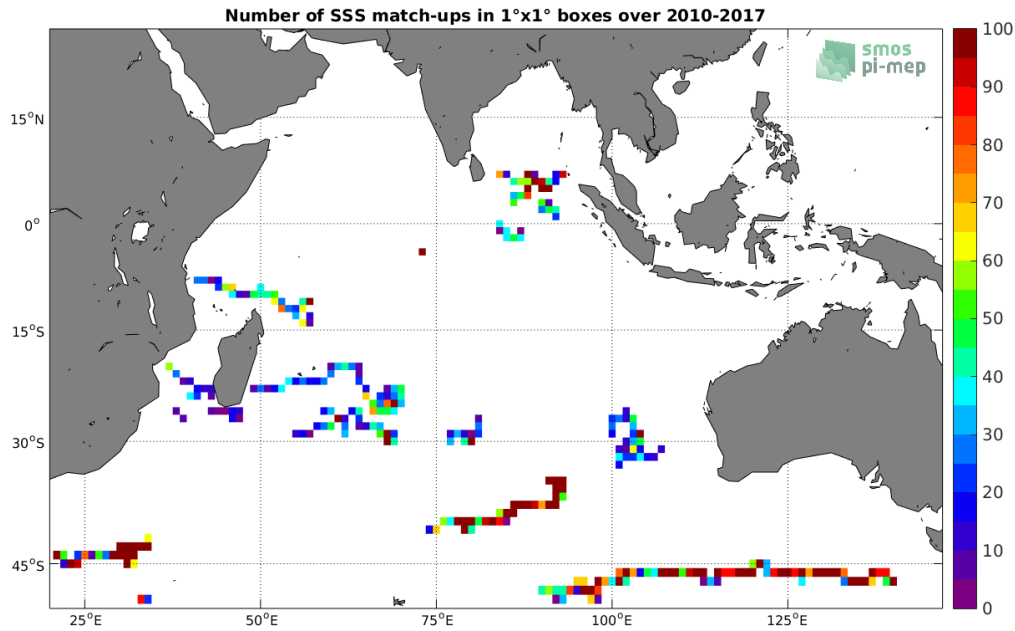 Number of SSS match-ups in 1°x1° boxes over 2010-2017
smos
pi-mep
100
90
80
70
60
50
40
30
20
10
0
15°N
0°
15°S
30°S
45°S
25°E
50°E
75°E
100°E
125°E